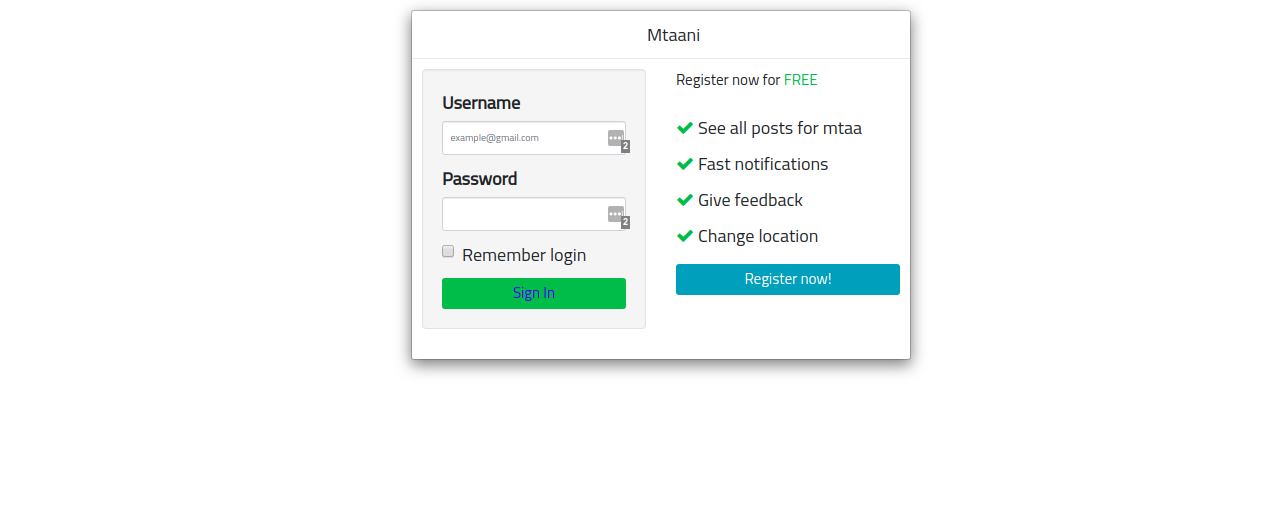 Mtaani
Username
example@gmail.com
2
Password
2
Remember login
Sign In
Register now for FREE
See all posts for mtaa
Fast notifications
Give feedback
Change location
Register now!